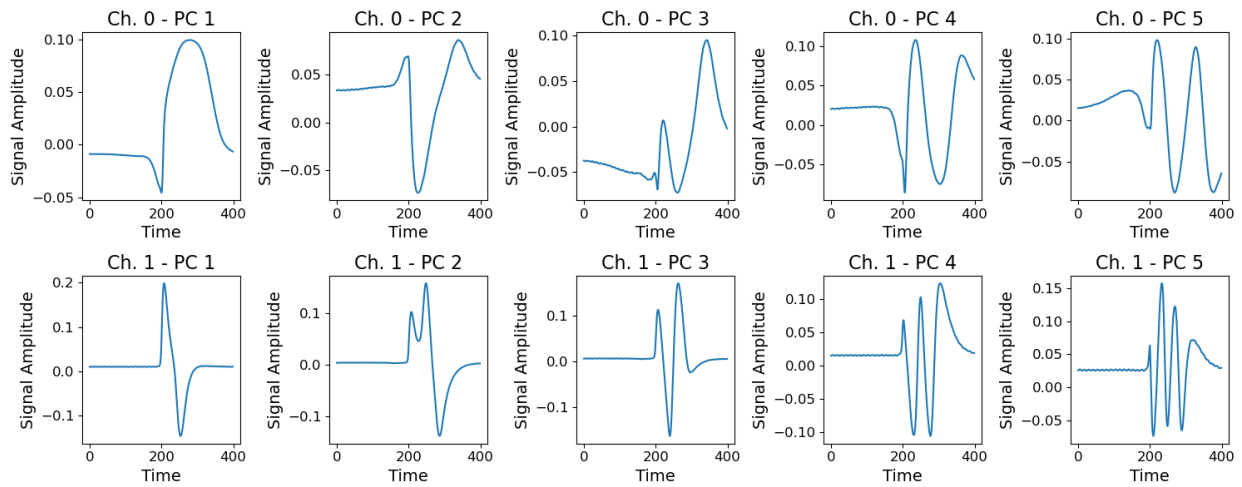 Ch. 0 - PC 1
Signal Amplitude
0.10
0.05
0.00
−0.05
0
200
400
Time
Ch. 0 - PC 2
Signal Amplitude
0.05
0.00
−0.05
0
200
400
Time
Ch. 0 - PC 3
Signal Amplitude
0.10
0.05
0.00
−0.05
0
200
400
Time
Ch. 0 - PC 4
Signal Amplitude
0.10
0.05
0.00
−0.05
0
200
400
Time
Ch. 0 - PC 5
Signal Amplitude
0.10
0.05
0.00
−0.05
0
200
400
Time
Ch. 1 - PC 1
Signal Amplitude
0.2
0.1
0.0
−0.1
0
200
400
Time
Ch. 1 - PC 2
Signal Amplitude
0.1
0.0
−0.1
0
200
400
Time
Ch. 1 - PC 3
Signal Amplitude
0.1
0.0
−0.1
0
200
400
Time
Ch. 1 - PC 4
Signal Amplitude
0.10
0.05
0.00
−0.05
−0.10
0
200
400
Time
Ch. 1 - PC 5
Signal Amplitude
0.15
0.10
0.05
0.00
−0.05
0
200
400
Time